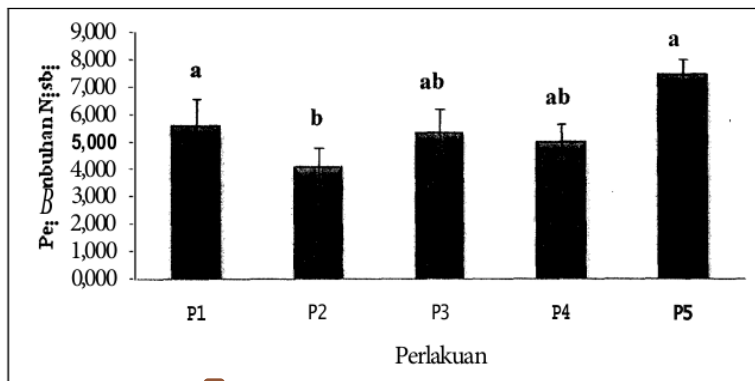 9,000
8,000
7,000
6,000
5,000
4,000
3,000
2,000
1,000
0,000
a
b
ab
ab
a
P1
P2
P3
P4
P5
Perlakuan